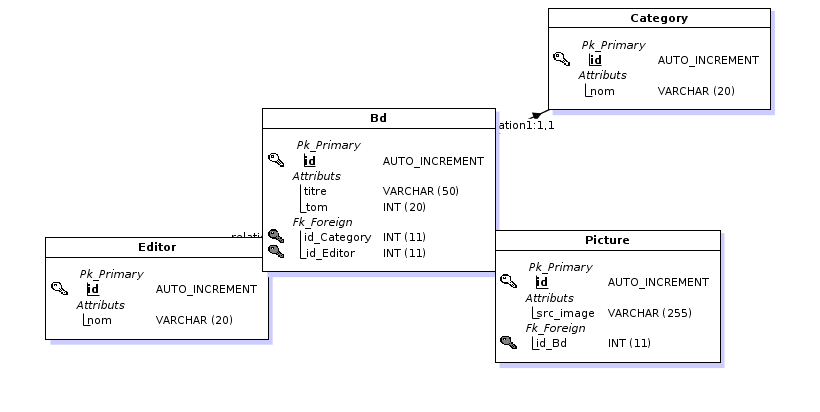 Category
Pk_Primary
id AUTO_INCREMENT
Attributs
nom VARCHAR (20)
ation1:1,1
Bd
Pk_Primary
id AUTO_INCREMENT
Attributs
titre VARCHAR (50)
tom INT (20)
Fk_Foreign
id_Category INT (11)
id_Editor INT (11)
Editor
Pk_Primary
id AUTO_INCREMENT
Attributs
nom VARCHAR (20)
Picture
Pk_Primary
id AUTO_INCREMENT
Attributs
src_image VARCHAR (255)
Fk_Foreign
id_Bd INT (11)